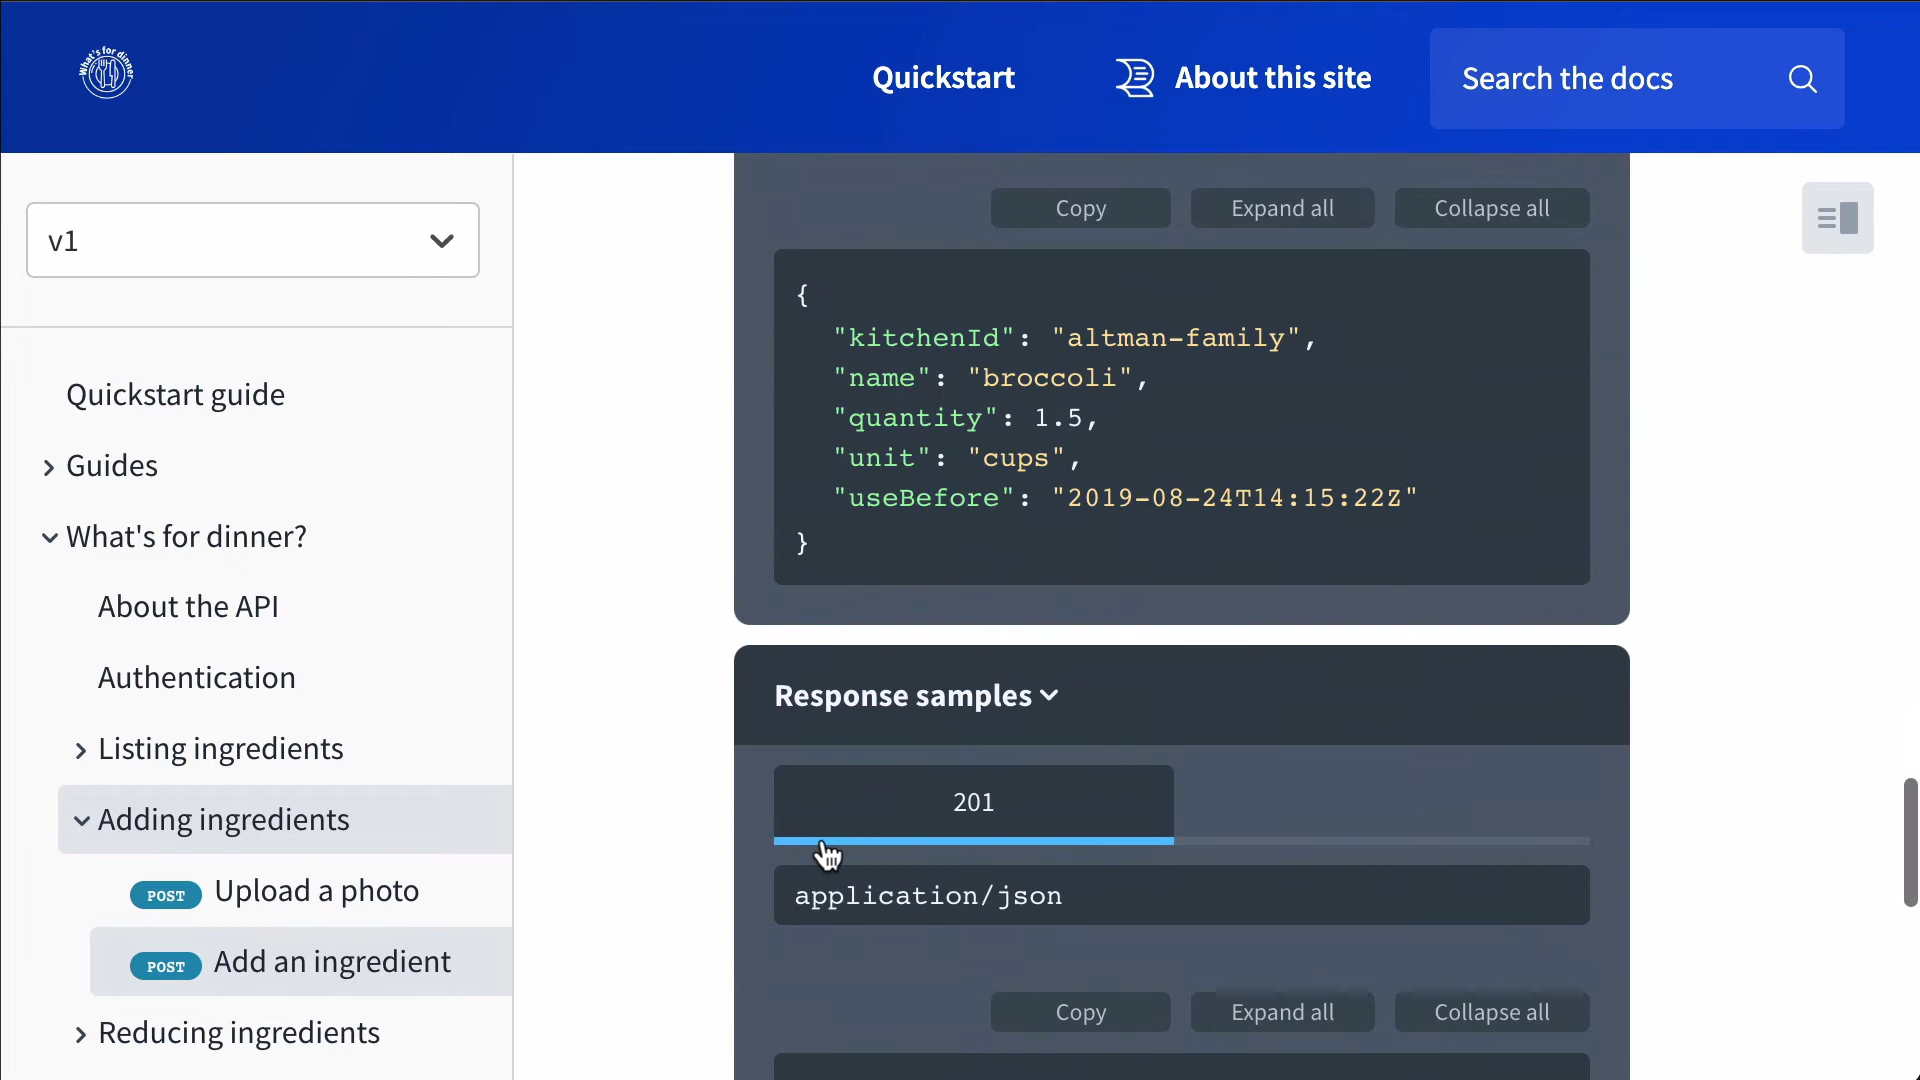 What's for dinner
Quickstart
About this site
Search the docs
v1
Quickstart guide
Guides
What's for dinner?
About the API
Authentication
Listing ingredients
Adding ingredients
POST Upload a photo
POST Add an ingredient
Reducing ingredients
Copy
Expand all
Collapse all
{
"kitchenId": "altman-family",
"name": "broccoli",
"quantity": 1.5,
"unit": "cups",
"useBefore": "2019-08-24T14:15:22Z"
}
Response samples
201
application/json
Copy
Expand all
Collapse all